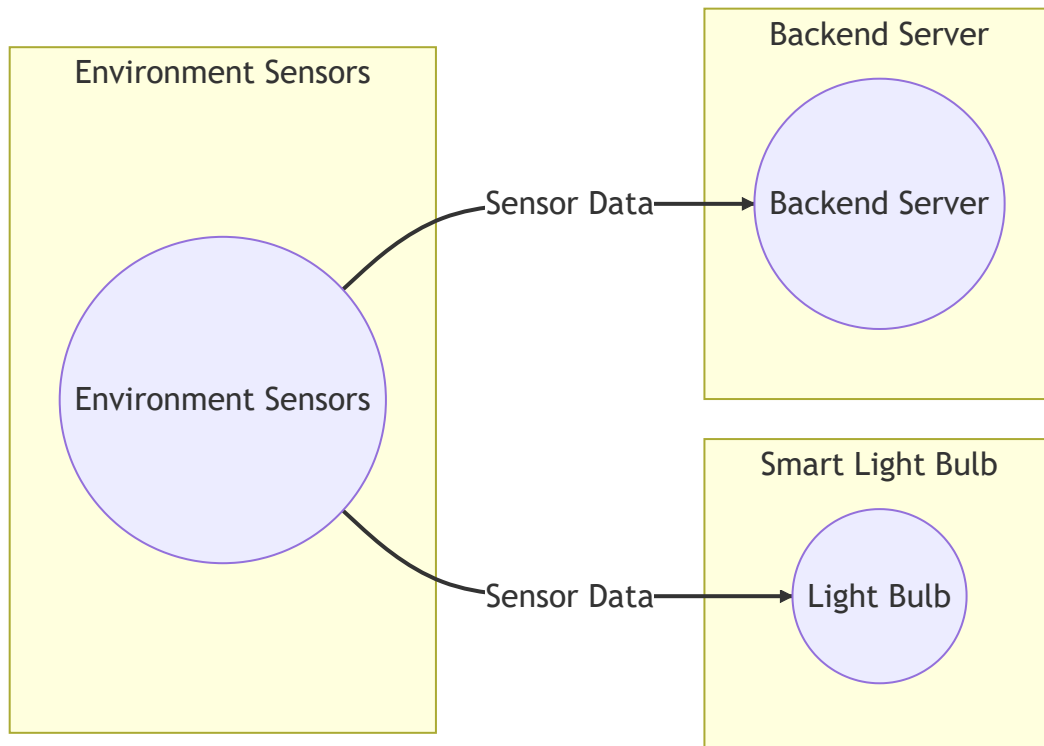 Environment Sensors
Environment Sensors
Sensor Data
Sensor Data
Backend Server
Backend Server
Smart Light Bulb
Light Bulb